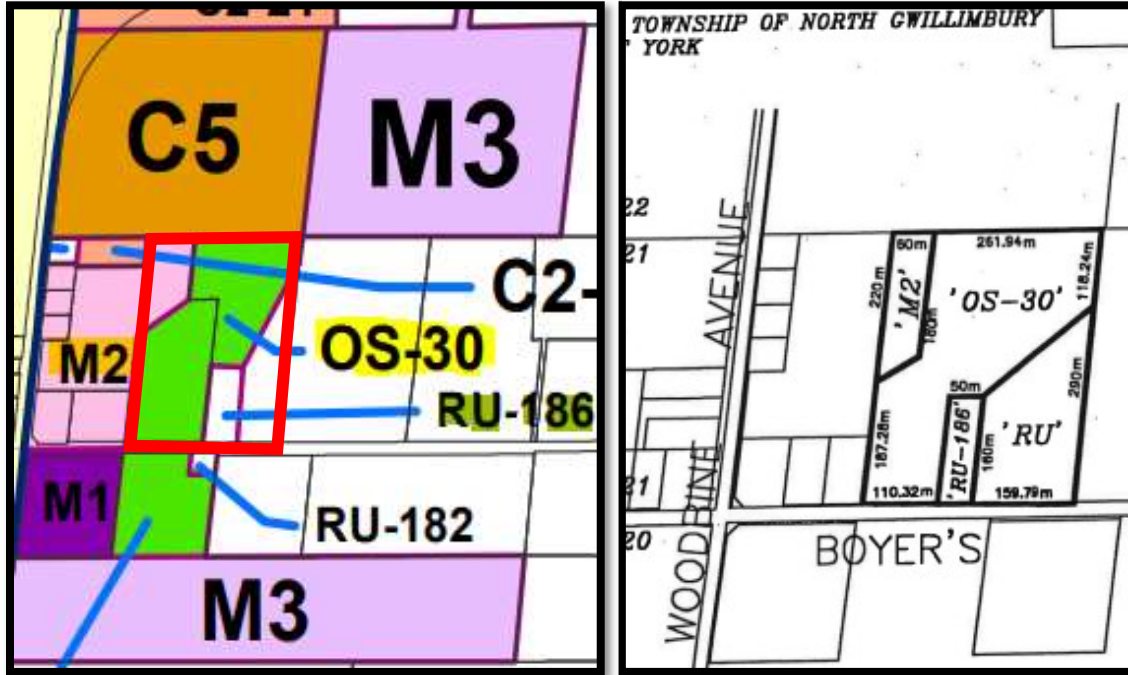 C5
M3
C2-
OS-30
M2
RU-186
M1
RU-182
M3
TOWNSHIP OF NORTH GWILLIMBURY
YORK
22
21
WOODBINE AVENUE
60m
261.94m
220m
'M2'
180m
'OS-30'
118.24m
50m
290m
187.28m
'RU-186'
160m
'RU'
110.32m
159.79m
21
20
BOYER'S